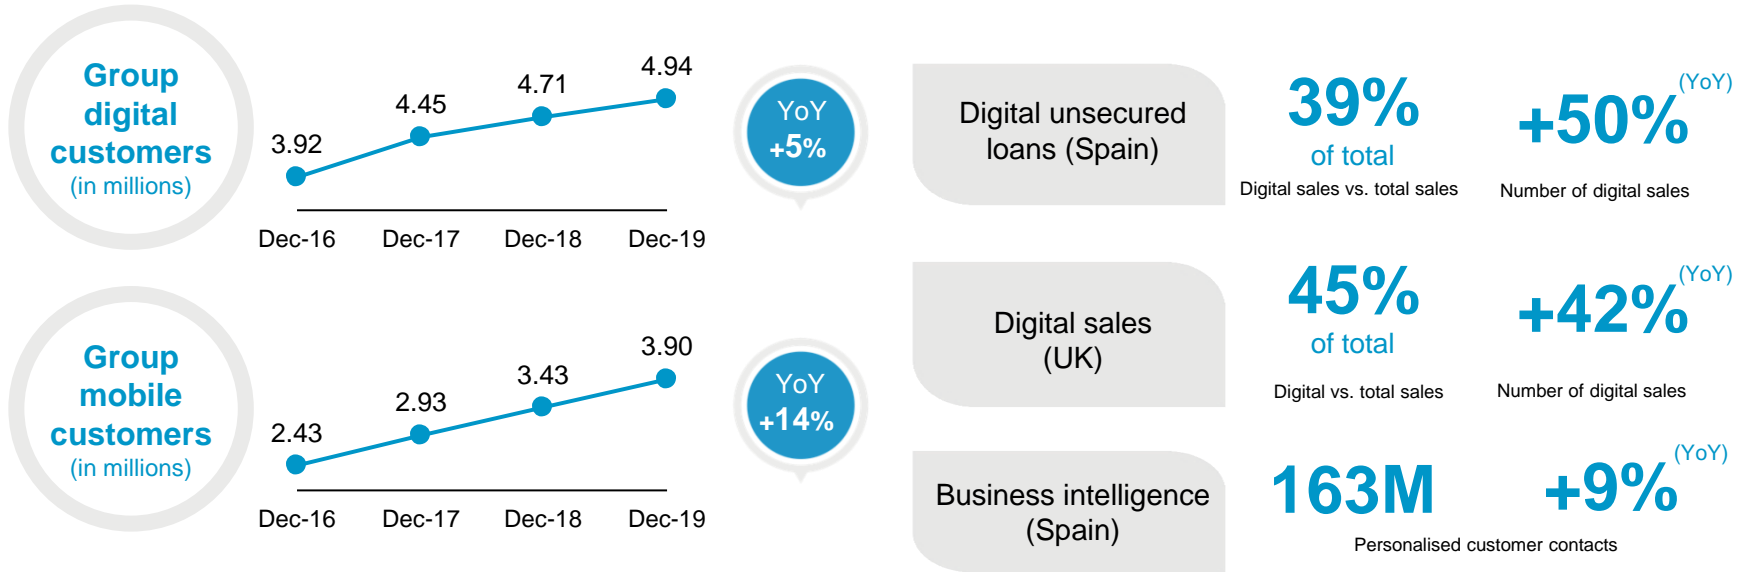 Group
digital
customers
(in millions)
3.92
4.45
4.71
4.94
Dec-16
Dec-17
Dec-18
Dec-19
YoY
+5%
Group
mobile
customers
(in millions)
2.43
2.93
3.43
3.90
Dec-16
Dec-17
Dec-18
Dec-19
YoY
+14%
Digital unsecured
loans (Spain)
39%
of total
Digital sales vs. total sales
+50%
(YoY)
Number of digital sales
Digital sales
(UK)
45%
of total
Digital vs. total sales
+42%
(YoY)
Number of digital sales
Business intelligence
(Spain)
163M
+9%
(YoY)
Personalised customer contacts